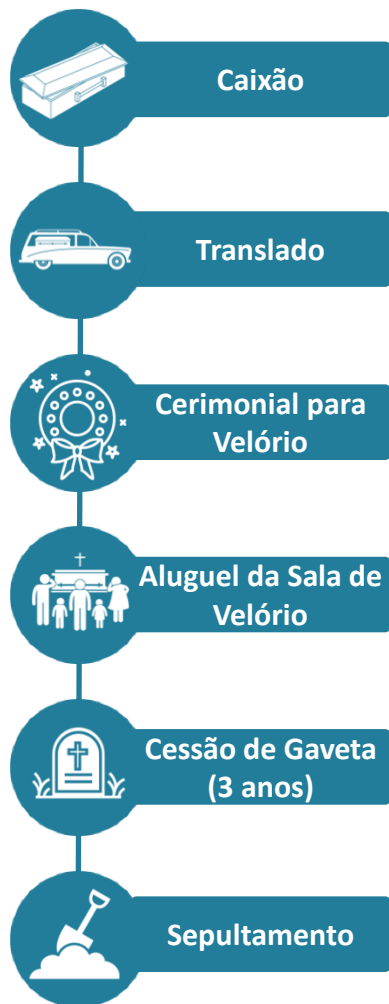 Caixão
Translado
Cerimonial para
Velório
Aluguel da Sala de
Velório
Cessão de Gaveta
(3 anos)
Sepultamento